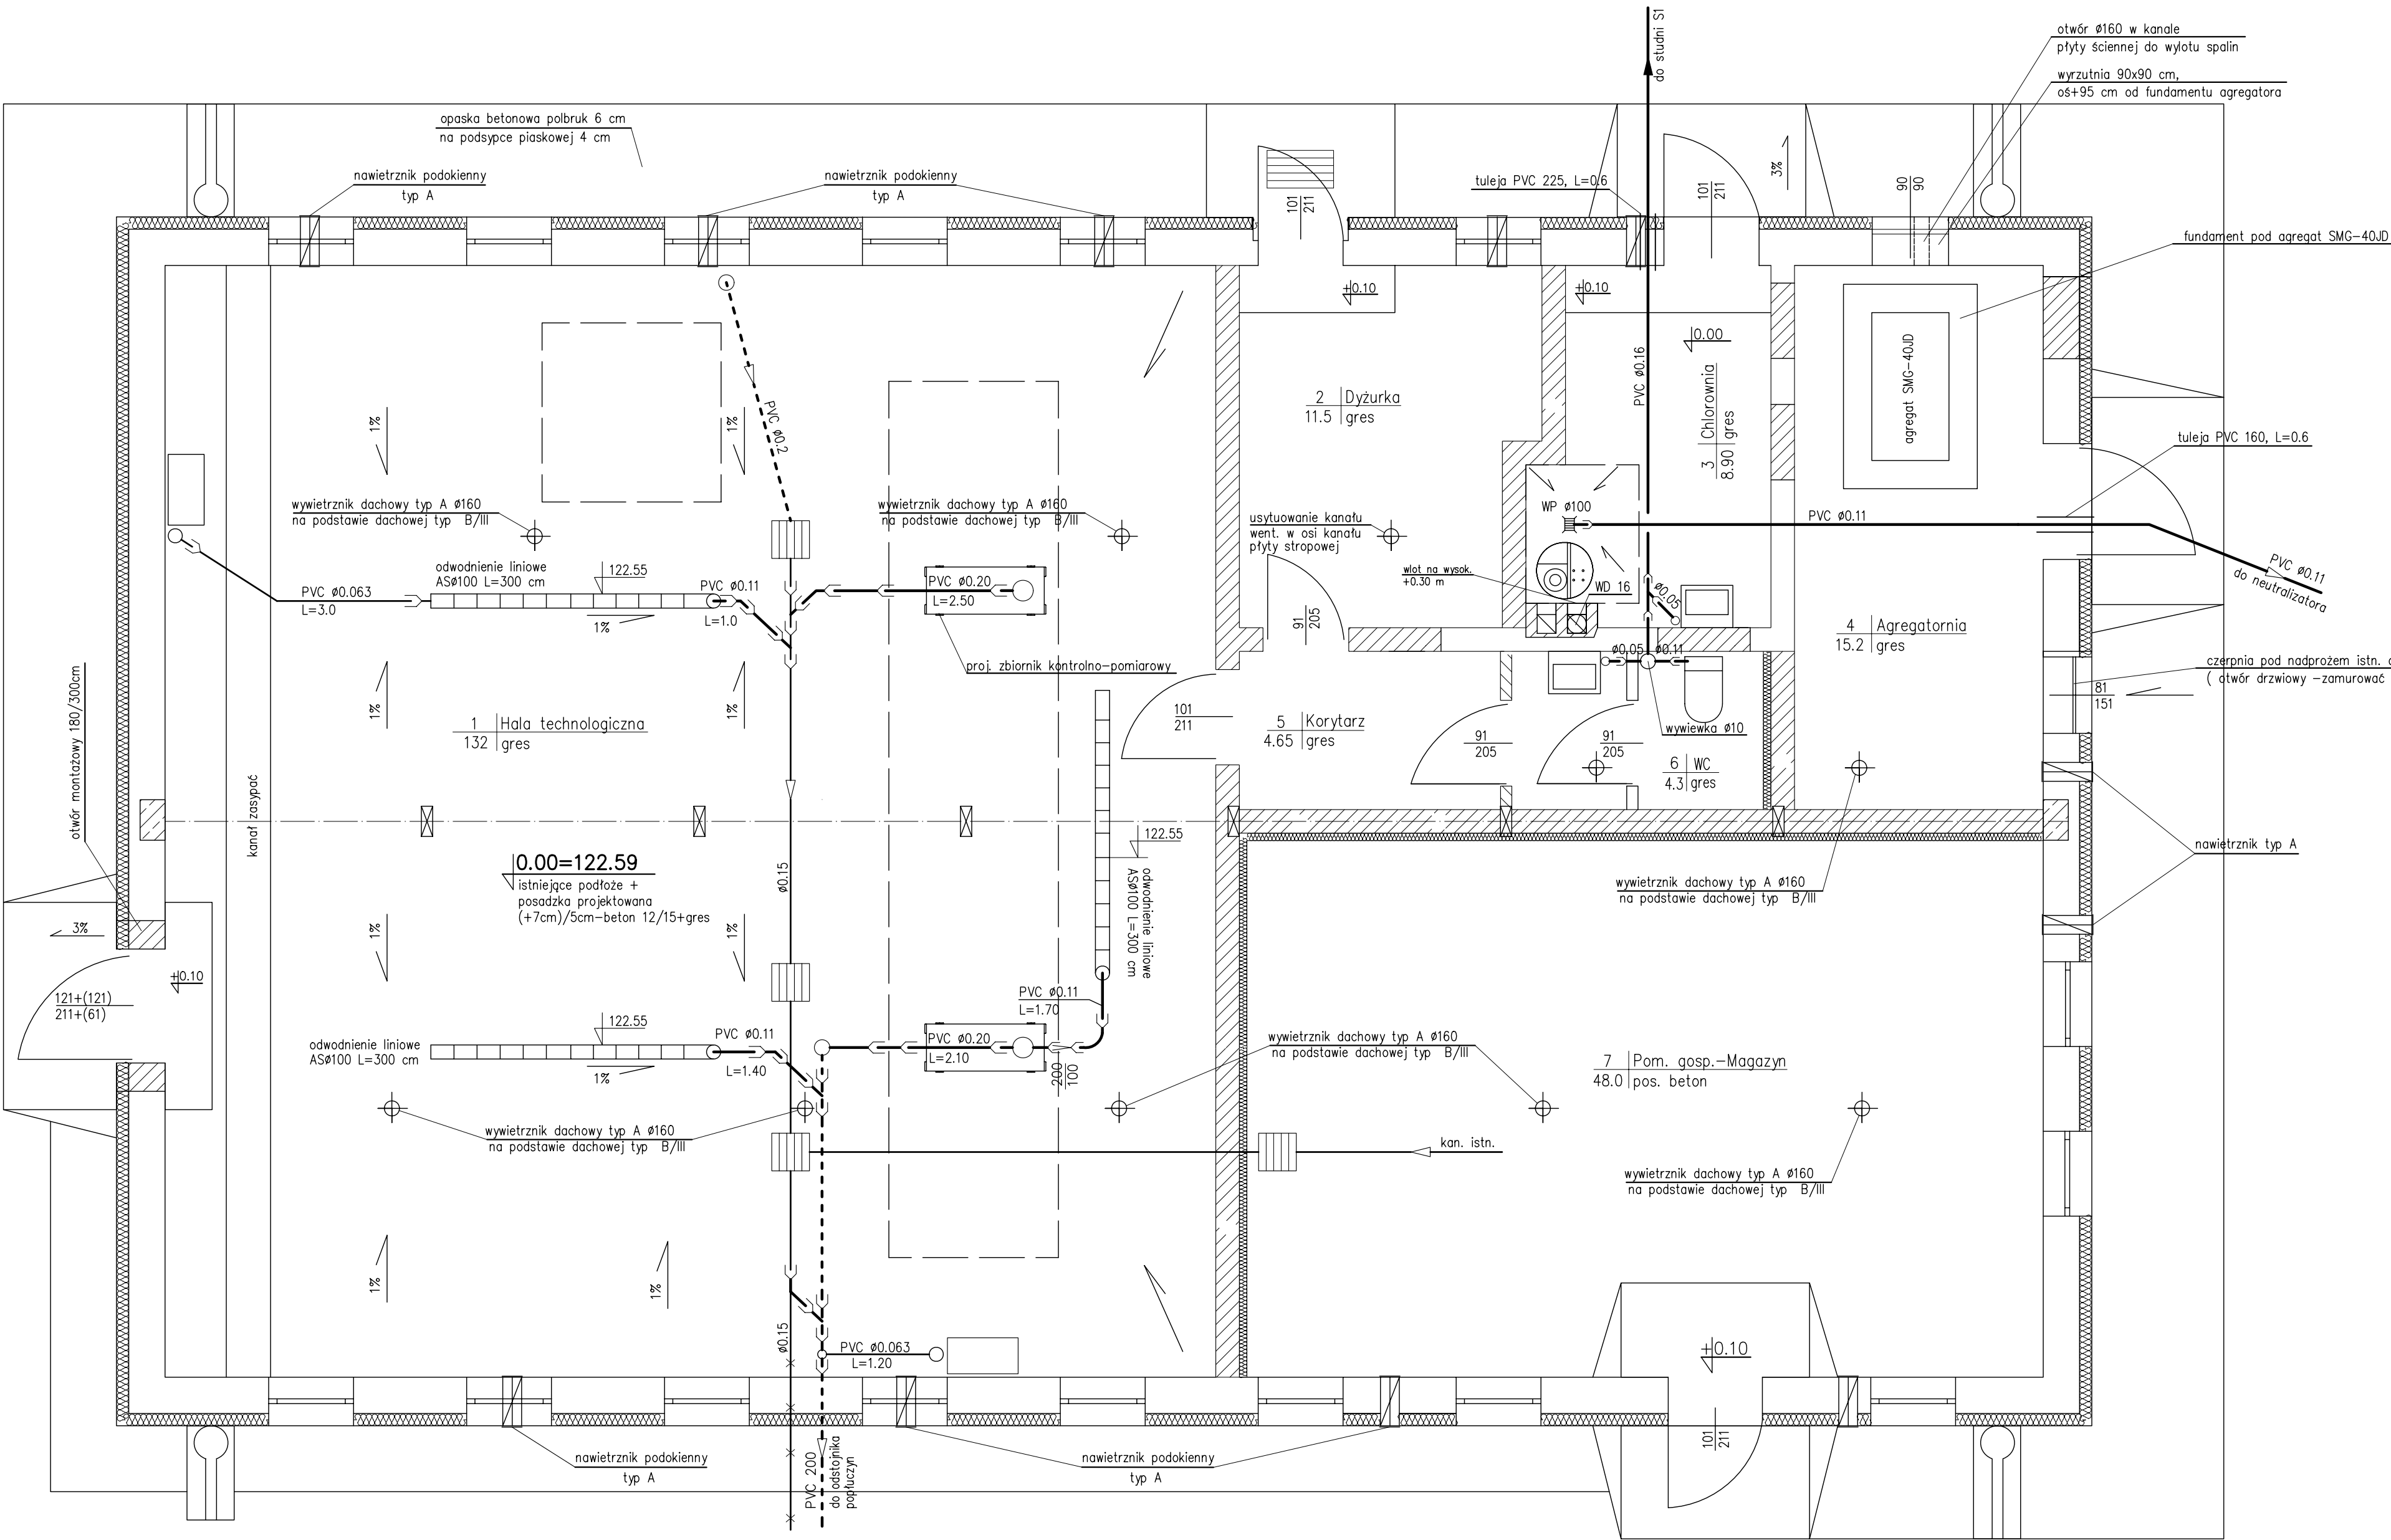 do studni S1
otwór ø160 w kanale
płyty ściennej do wylotu spalin
wyrzutnia 90x90 cm,
oś+95 cm od fundamentu agregatora
opaska betonowa polbruk 6 cm
na podsypce piaskowej 4 cm
nawietrznik podokienny
typ A
nawietrznik podokienny
typ A
tuleja PVC 225, L=0.6
101
211
101
211
3%
90
90
fundament pod agregat SMG-40JD
+0.10
+0.10
0.00
PVC ø0.16
agregat SMG-40JD
PVC ø0.2
1%
1%
2 Dyżurka
11.5 gres
3 Chlorownia
8.90 gres
tuleja PVC 160, L=0.6
wywietrznik dachowy typ A ø160
na podstawie dachowej typ B/III
wywietrznik dachowy typ A ø160
na podstawie dachowej typ B/III
usytuowanie kanału
went. w osi kanału
płyty stropowej
WP ø100
PVC ø0.11
PVC ø0.11
do neutralizatora
odwodnienie liniowe
ASø100 L=300 cm
122.55
PVC ø0.063
L=3.0
1%
PVC ø0.11
L=1.0
PVC ø0.20
L=2.50
wlot na wysok.
+0.30 m
WD 16
ø0.05
91
205
4 Agregatornia
15.2 gres
ø0.05
ø0.11
proj. zbiornik kontrolno-pomiarowy
czerpnia pod nadprożem istn.
( otwór drzwiowy -zamurować
81
151
otwór montażowy 180/300cm
1%
1%
1 Hala technologiczna
132 gres
101
211
5 Korytarz
4.65 gres
91
205
91
205
wywiewka ø10
6 WC
4.3 gres
kanał zasypać
122.55
nawietrznik typ A
0.00=122.59
istniejące podłoże +
posadzka projektowana
(+7cm)/5cm-beton 12/15+gres
ø0.15
odwodnienie liniowe
ASø100 L=300 cm
wywietrznik dachowy typ A ø160
na podstawie dachowej typ B/III
3%
1%
1%
+0.10
121+(121)
211+(61)
122.55
odwodnienie liniowe
ASø100 L=300 cm
1%
PVC ø0.11
L=1.40
PVC ø0.11
L=1.70
PVC ø0.20
L=2.10
200
100
wywietrznik dachowy typ A ø160
na podstawie dachowej typ B/III
7 Pom. gosp.-Magazyn
48.0 pos. beton
wywietrznik dachowy typ A ø160
na podstawie dachowej typ B/III
kan. istn.
wywietrznik dachowy typ A ø160
na podstawie dachowej typ B/III
1%
1%
ø0.15
PVC ø0.063
L=1.20
+0.10
101
211
nawietrznik podokienny
typ A
PVC 200
do odstojnika
popłuczyn
nawietrznik podokienny
typ A